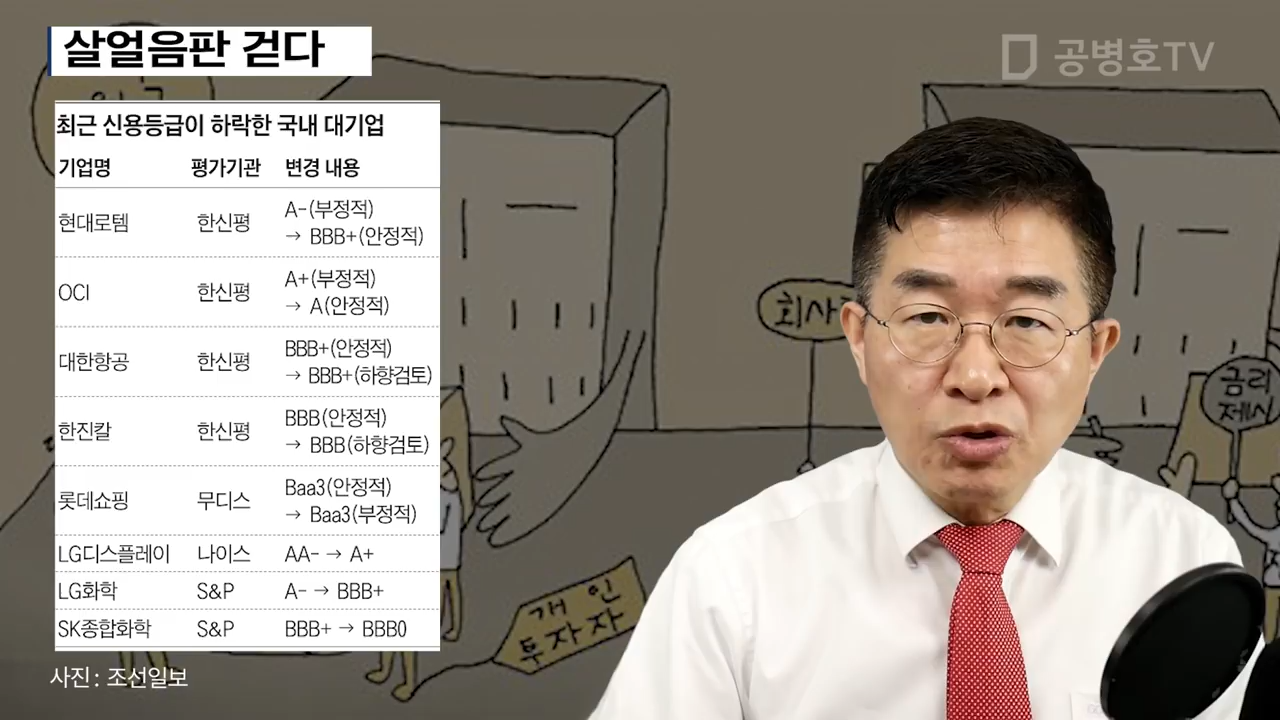 살얼음판 걷다
공병호TV
최근 신용등급이 하락한 국내 대기업
기업명 평가기관 변경 내용
현대로템 한신평 A-(부정적)
→ BBB+(안정적)
OCI 한신평 A+(부정적)
→ A(안정적)
대한항공 한신평 BBB+(안정적)
→ BBB+(하향검토)
한진칼 한신평 BBB(안정적)
→ BBB(하향검토)
롯데쇼핑 무디스 Baa3(안정적)
→ Baa3(부정적)
LG디스플레이 나이스 AA- → A+
LG화학 S&P A- → BBB+
SK종합화학 S&P BBB+ → BBB0
사진: 조선일보
회사
금리
제시
개인
투자자